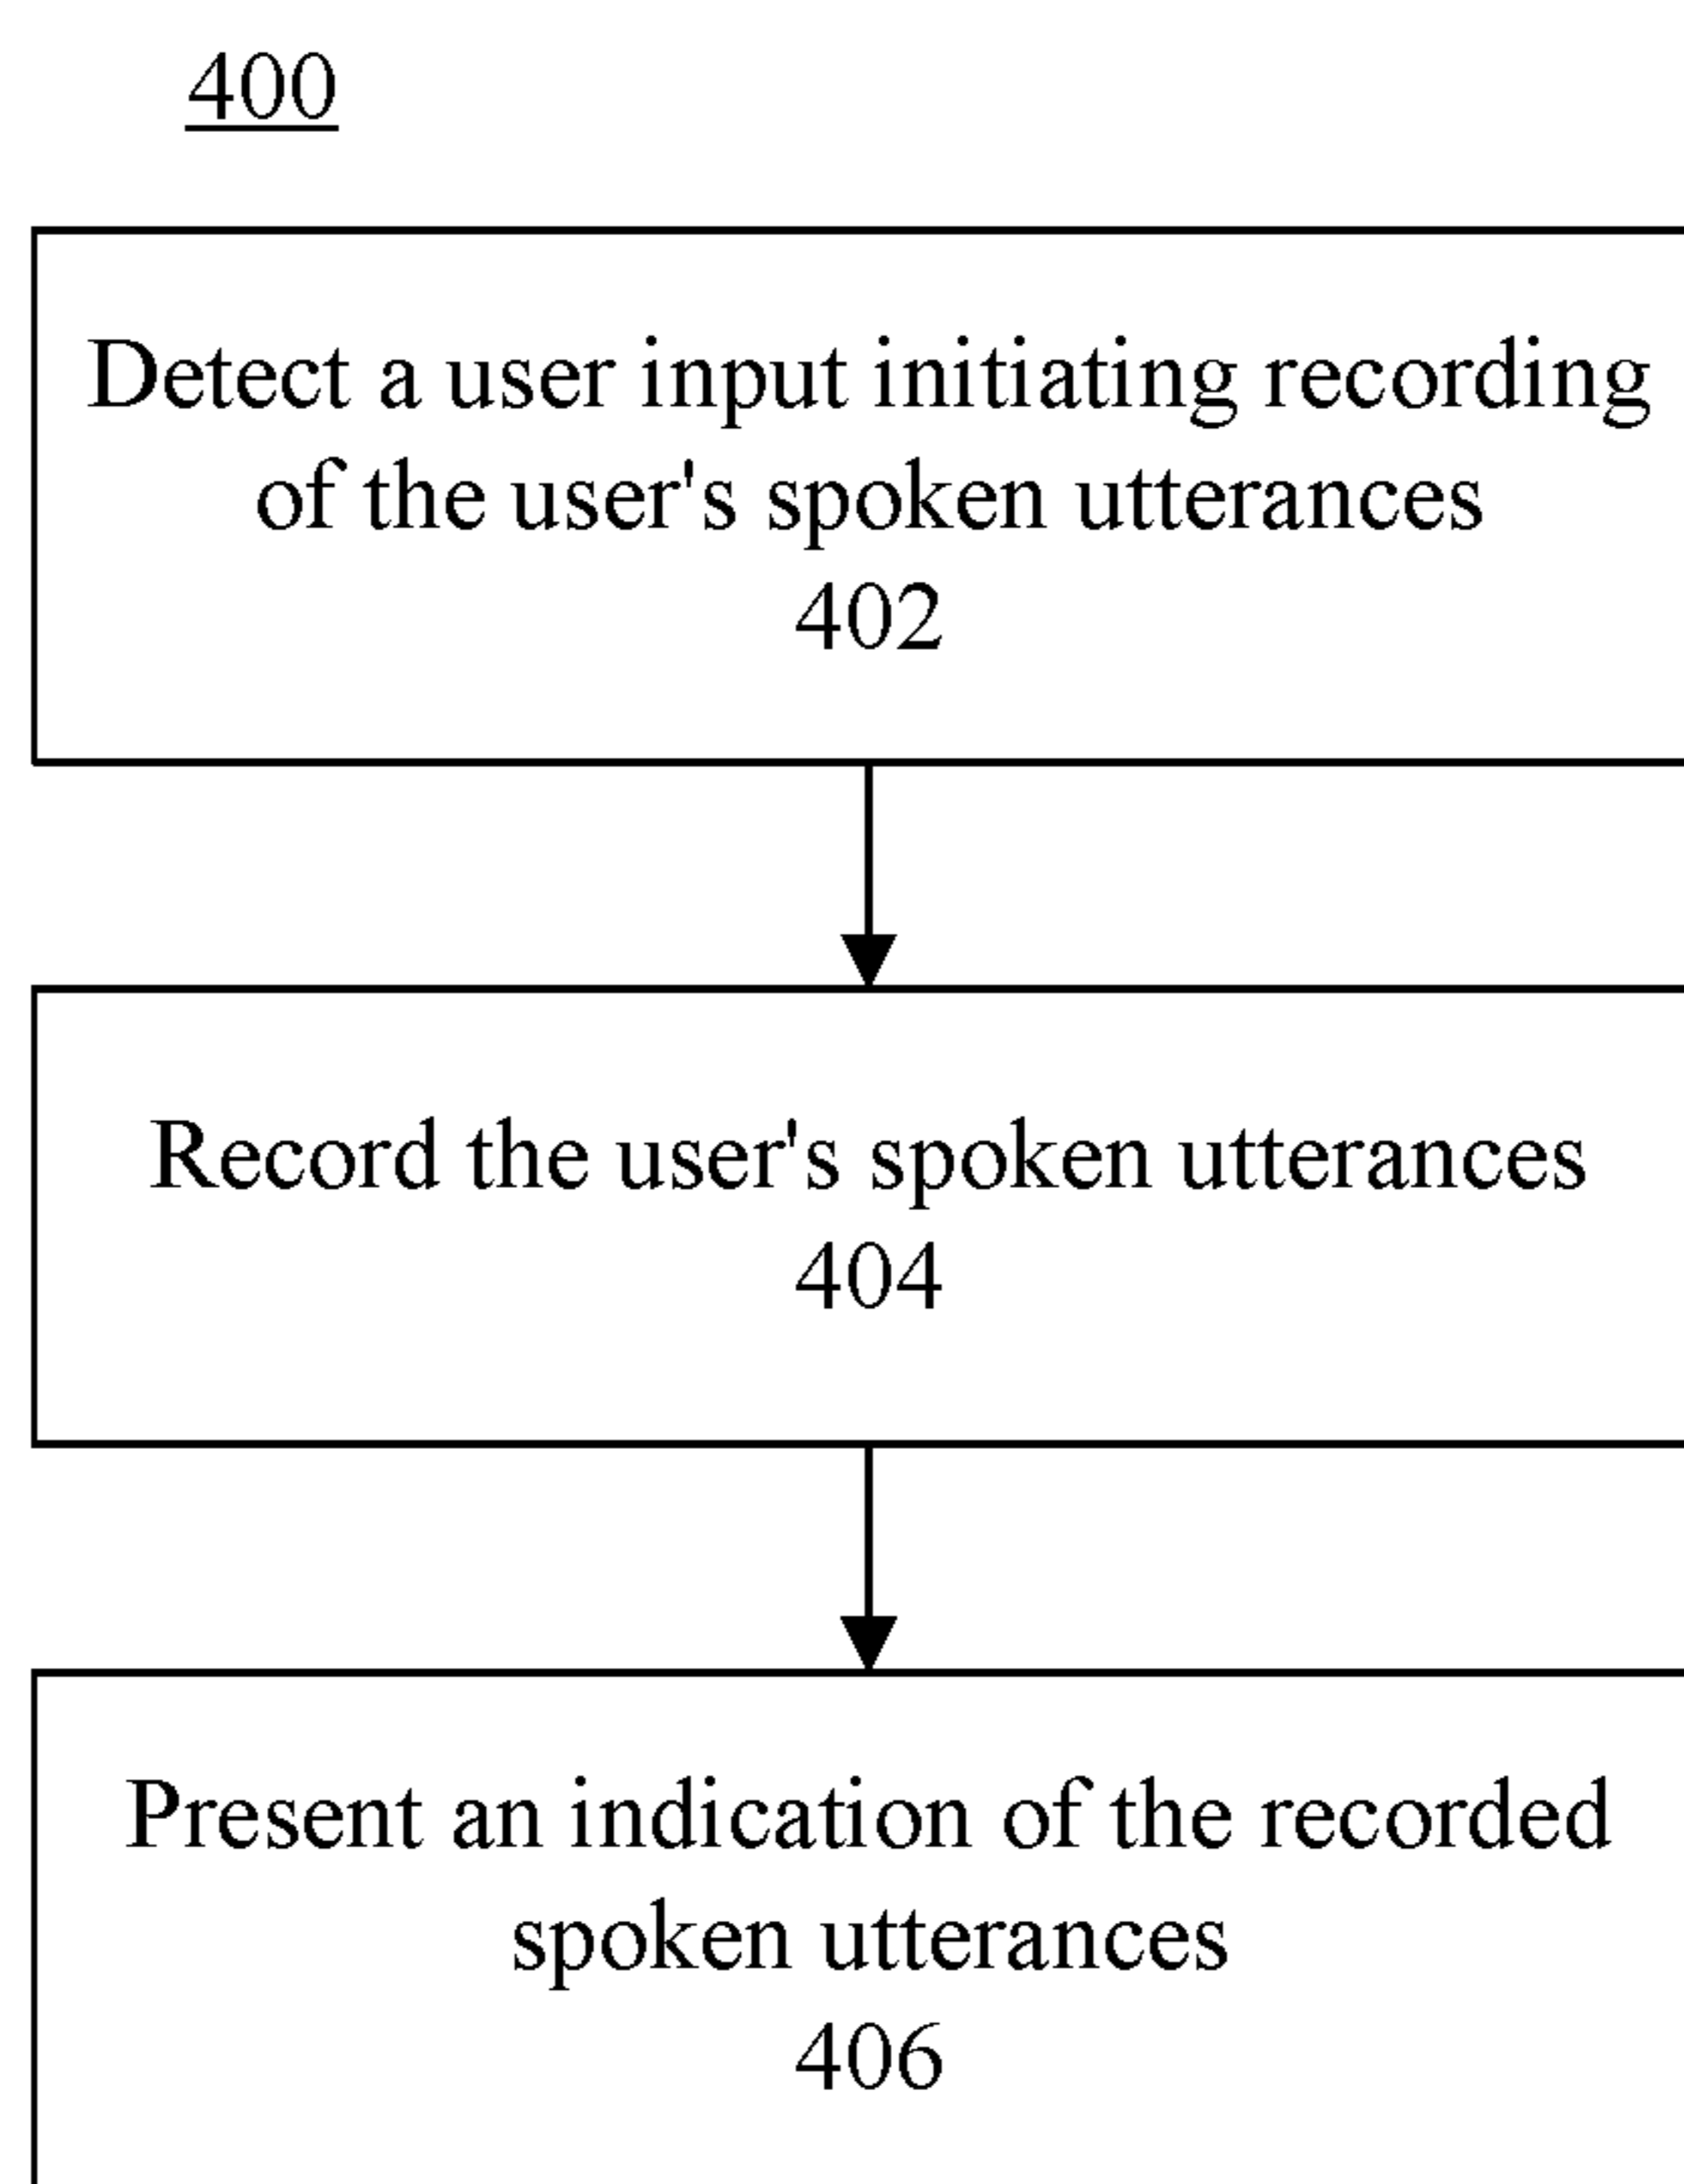 400
Detect a user input initiating recording
of the user's spoken utterances
402
Record the user's spoken utterances
404
Present an indication of the recorded
spoken utterances
406